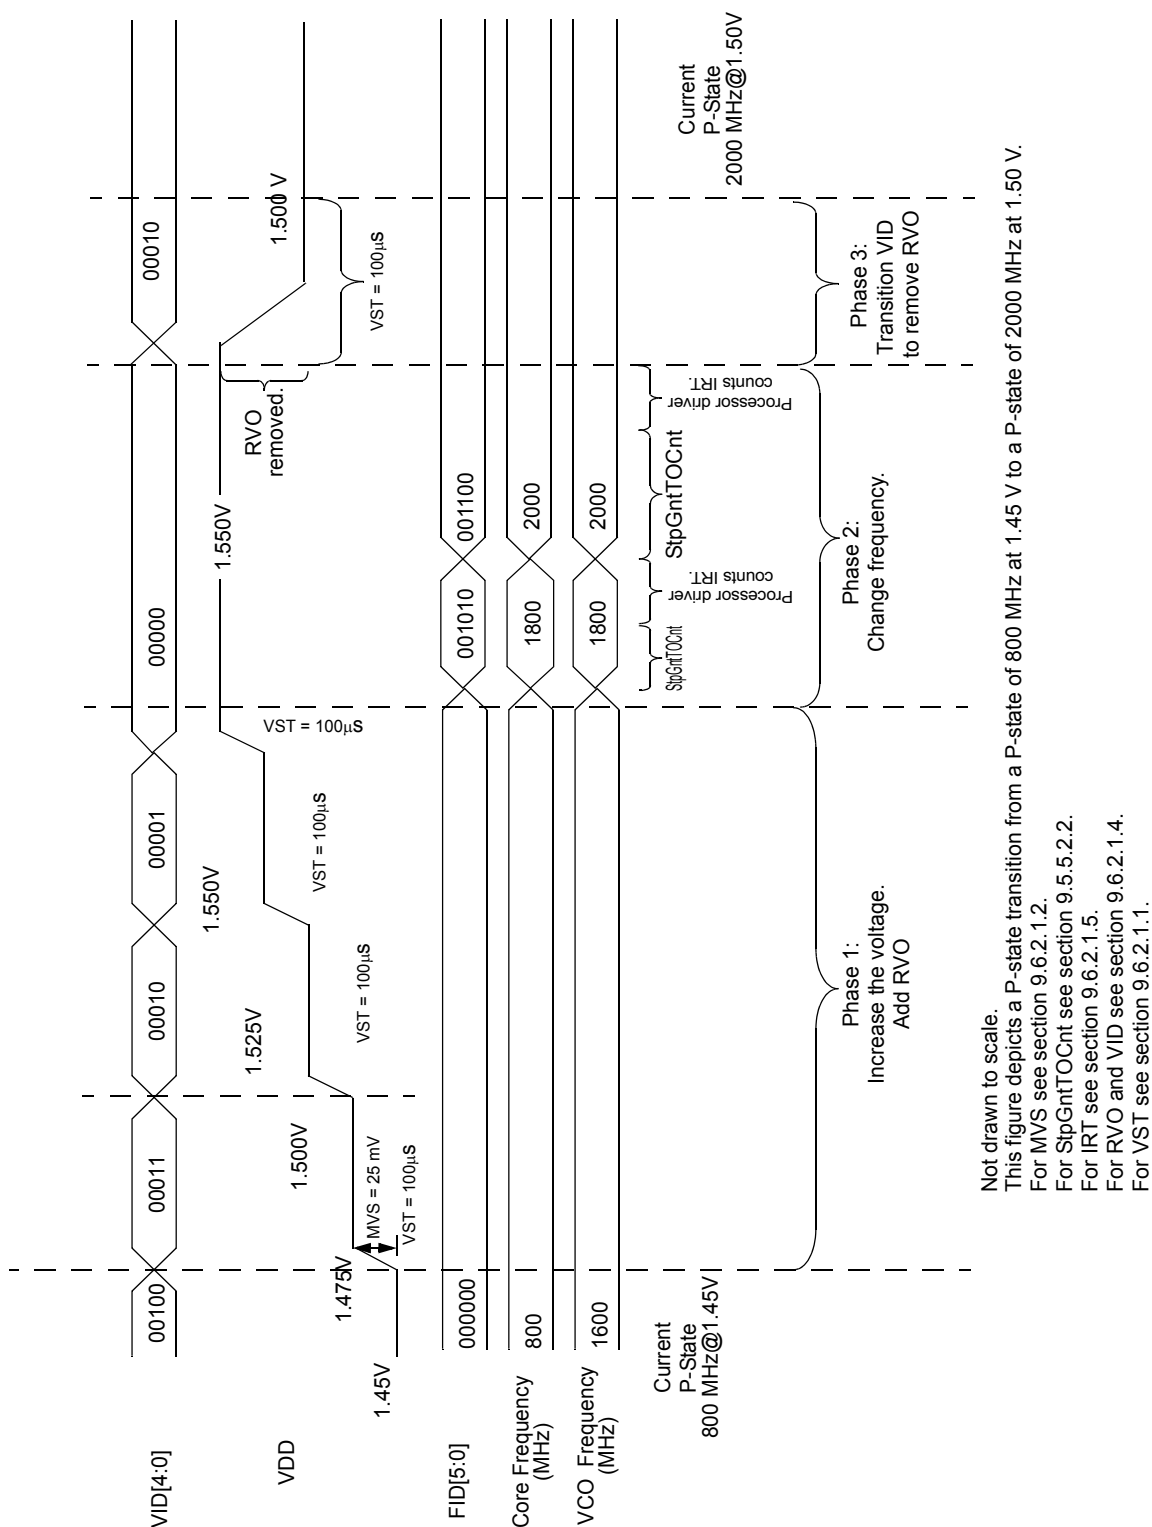 VID[4:0]
00100
00011
00010
00001
00000
00010
VDD
1.45V
1.475V
1.500V
1.525V
1.550V
1.550V
1.500 V
MVS = 25 mV
VST = 100µs
VST = 100µs
VST = 100µs
VST = 100µs
RVO
removed.
VST = 100µs
FID[5:0]
000000
001010
001100
Core Frequency
(MHz)
800
1800
2000
VCO Frequency
(MHz)
1600
1800
2000
StpGntTOCnt
Processor driver
counts IRT.
StpGntTOCnt
Processor driver
counts IRT.
Current
P-State
800 MHz@1.45V
Current
P-State
2000 MHz@1.50V
Phase 1:
Increase the voltage.
Add RVO
Phase 2:
Change frequency.
Phase 3:
Transition VID
to remove RVO
Not drawn to scale.
This figure depicts a P-state transition from a P-state of 800 MHz at 1.45 V to a P-state of 2000 MHz at 1.50 V.
For MVS see section 9.6.2.1.2.
For StpGntTOCnt see section 9.5.5.2.2.
For IRT see section 9.6.2.1.5.
For RVO and VID see section 9.6.2.1.4.
For VST see section 9.6.2.1.1.